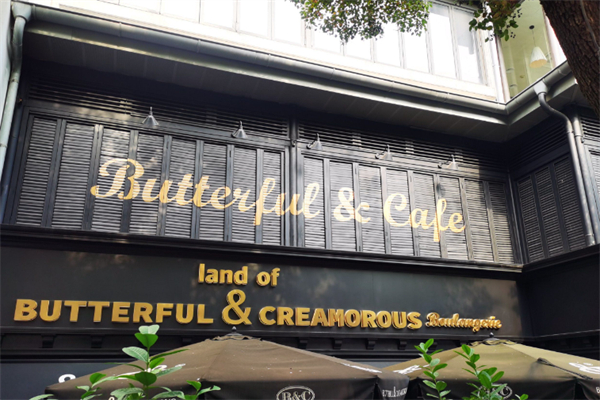 Butterful & Cafe
land of
BUTTERFUL & CREAMOROUS Boulangerie
B&C